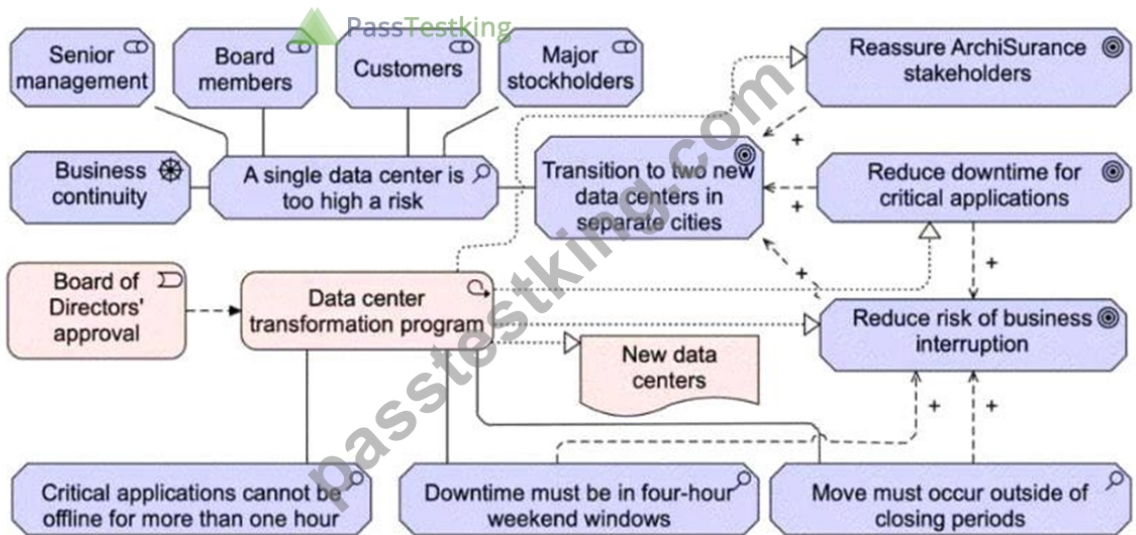 PassTestking
Senior
management
Board
members
Customers
Major
stockholders
Reassure ArchiSurance
stakeholders
+
Business
continuity
A single data center is
too high a risk
Transition to two new
data centers in
separate cities
Reduce downtime for
critical applications
+
+
+
Board of
Directors'
approval
Data center
transformation program
New data
centers
Reduce risk of business
interruption
+
+
Critical applications cannot be
offline for more than one hour
Downtime must be in four-hour
weekend windows
Move must occur outside of
closing periods
passtestking.com